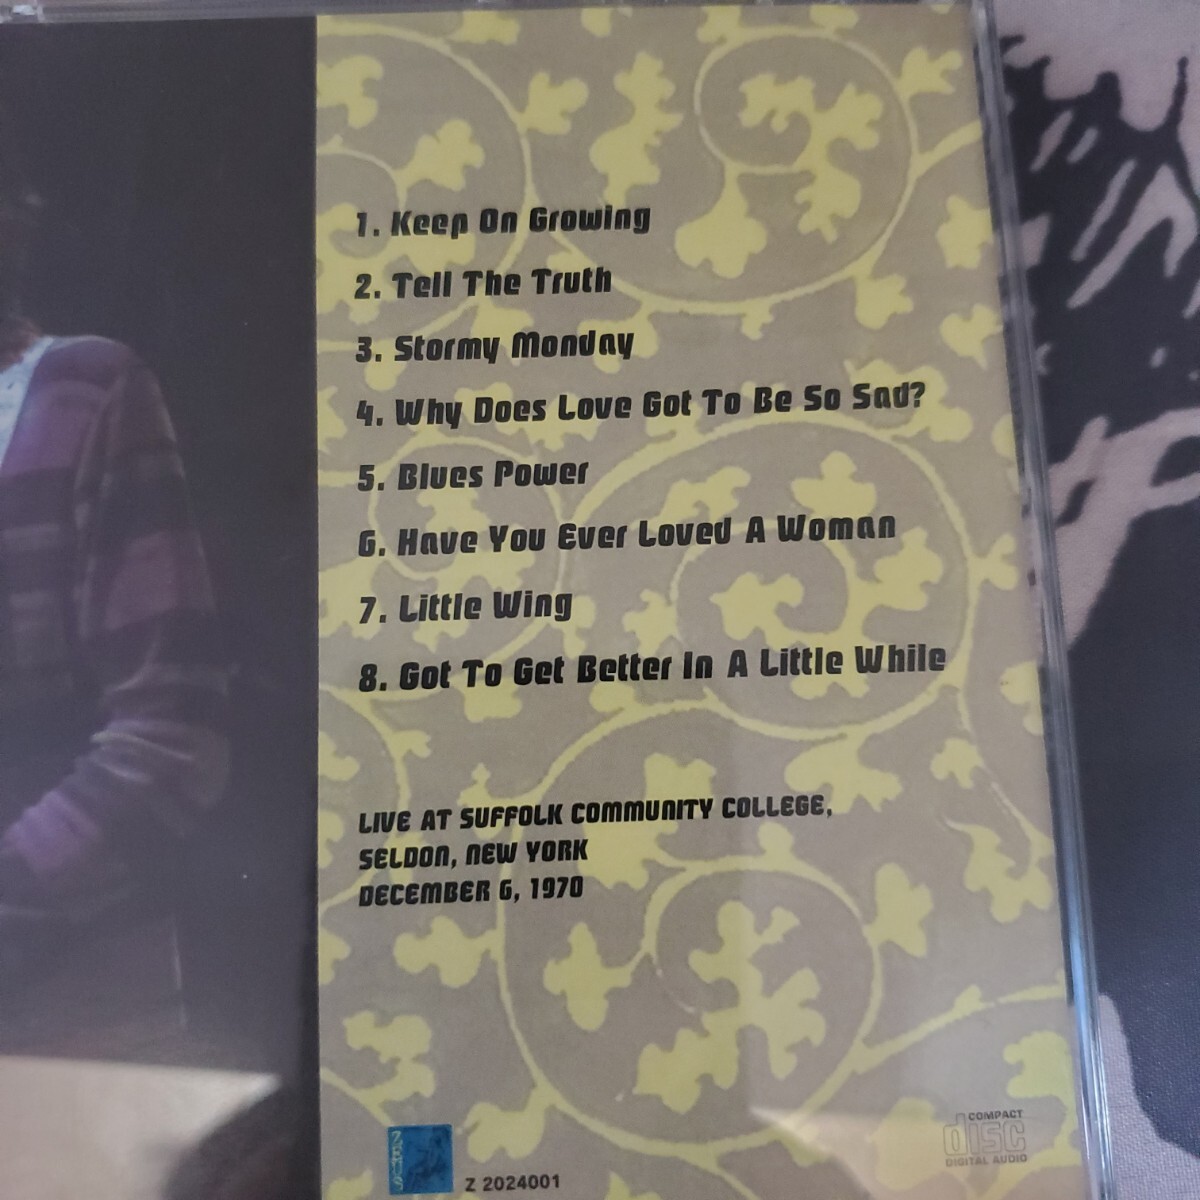 1. Keep On Growing
2. Tell The Truth
3. Stormy Monday
4. Why Does Love Got To Be So Sad?
5. Blues Power
6. Have You Ever Loved A Woman
7. Little Wing
8. Got To Get Better In A Little While
LIVE AT SUFFOLK COMMUNITY COLLEGE,
SELDON, NEW YORK
DECEMBER 6, 1970
COMPACT
disc
DIGITAL AUDIO
Z 2024001